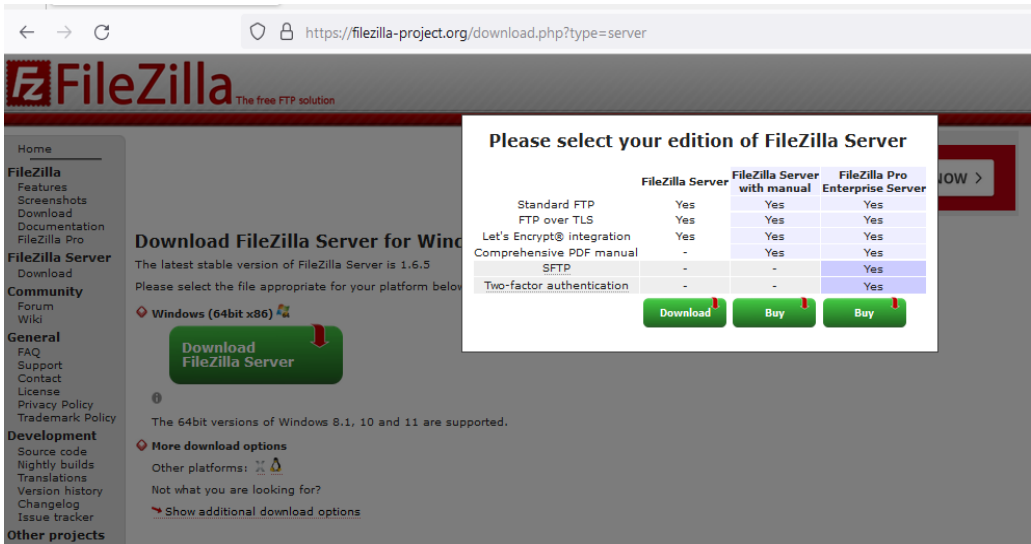 https://filezilla-project.org/download.php?type=server
FileZilla The free FTP solution
Home
FileZilla
Features
Screenshots
Download
Documentation
FileZilla Pro
FileZilla Server
Download
Community
Forum
Wiki
General
FAQ
Support
Contact
License
Privacy Policy
Trademark Policy
Development
Source code
Nightly builds
Translations
Version history
Changelog
Issue tracker
Other projects
Download FileZilla Server for
The latest stable version of FileZilla Server is 1.6.5
Please select the file appropriate for your platform
Windows (64bit x86)
Download
FileZilla Server
The 64bit versions of Windows 8.1, 10 and 11 are supported.
More download options
Other platforms:
Not what you are looking for?
Show additional download options
Please select your edition of FileZilla Server
FileZilla Server FileZilla Server with manual FileZilla Pro Enterprise Server
Standard FTP Yes Yes Yes
FTP over TLS Yes Yes Yes
Let's Encrypt® integration Yes Yes Yes
Comprehensive PDF manual - Yes Yes
SFTP - - Yes
Two-factor authentication - - Yes
Download Buy Buy
NOW >